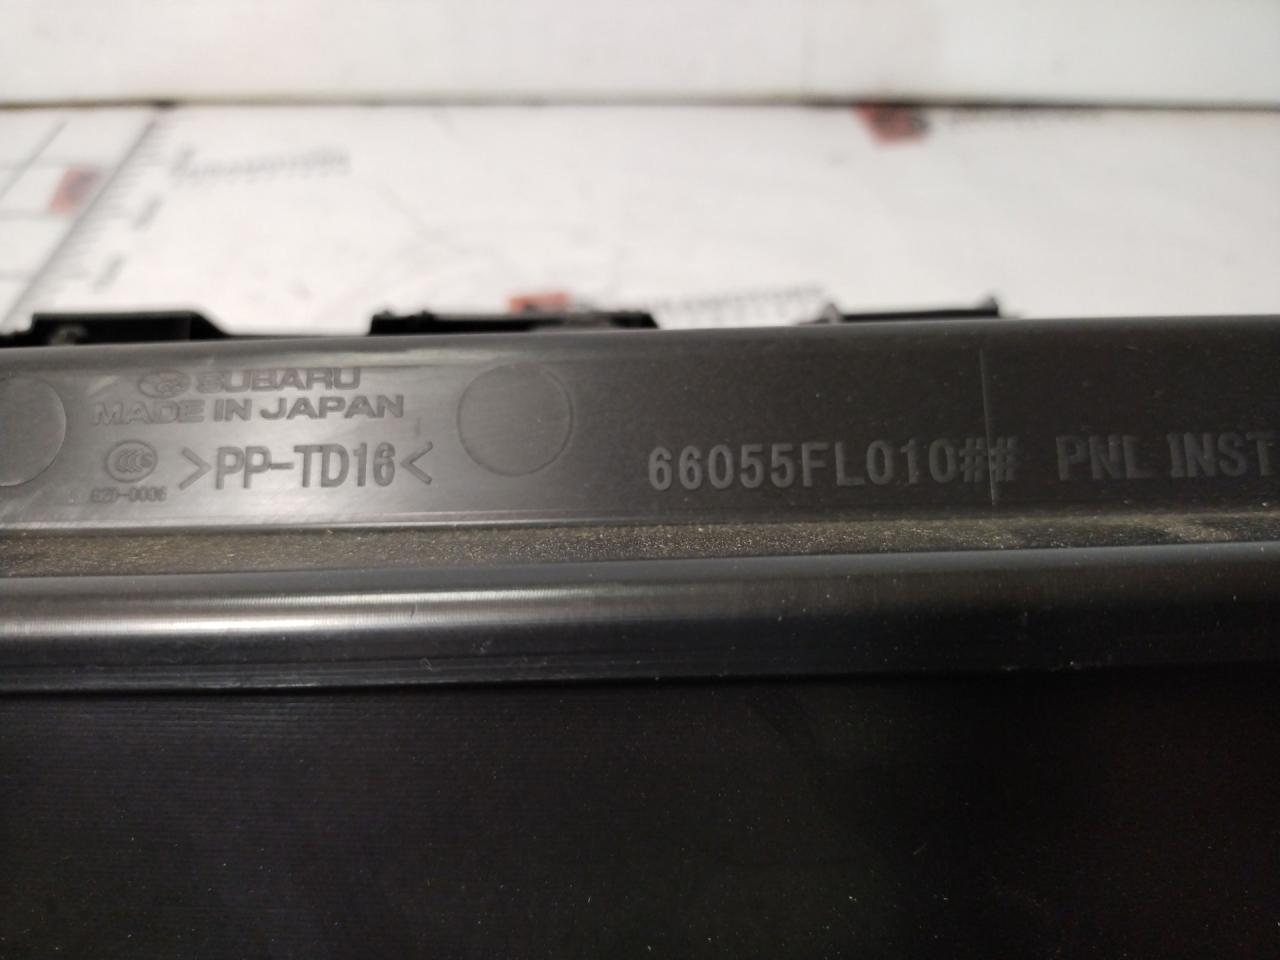 SUBARU
MADE IN JAPAN
>PP-TD16<
66055FL010## PNL INST